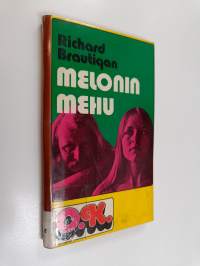 Richard
Brautigan
MELONIN
MEHU
O.K.